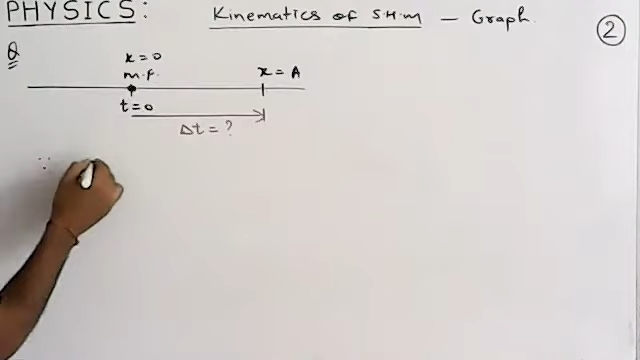 PHYSICS:
Kinematics of S.H.M — Graph.
2
Q
x=0
m.p.
x=A
t=0
Δt=?
∵